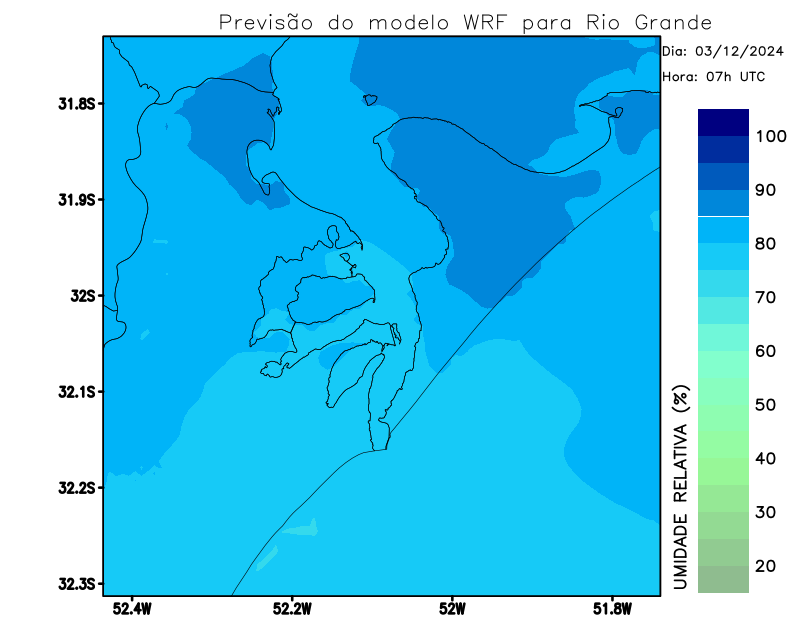 Previsão do modelo WRF para Rio Grande
Dia: 03/12/2024
Hora: 07h UTC
31.8S
31.9S
32S
32.1S
32.2S
32.3S
52.4W
52.2W
52W
51.8W
100
90
80
70
60
50
40
30
20
UMIDADE RELATIVA (%)